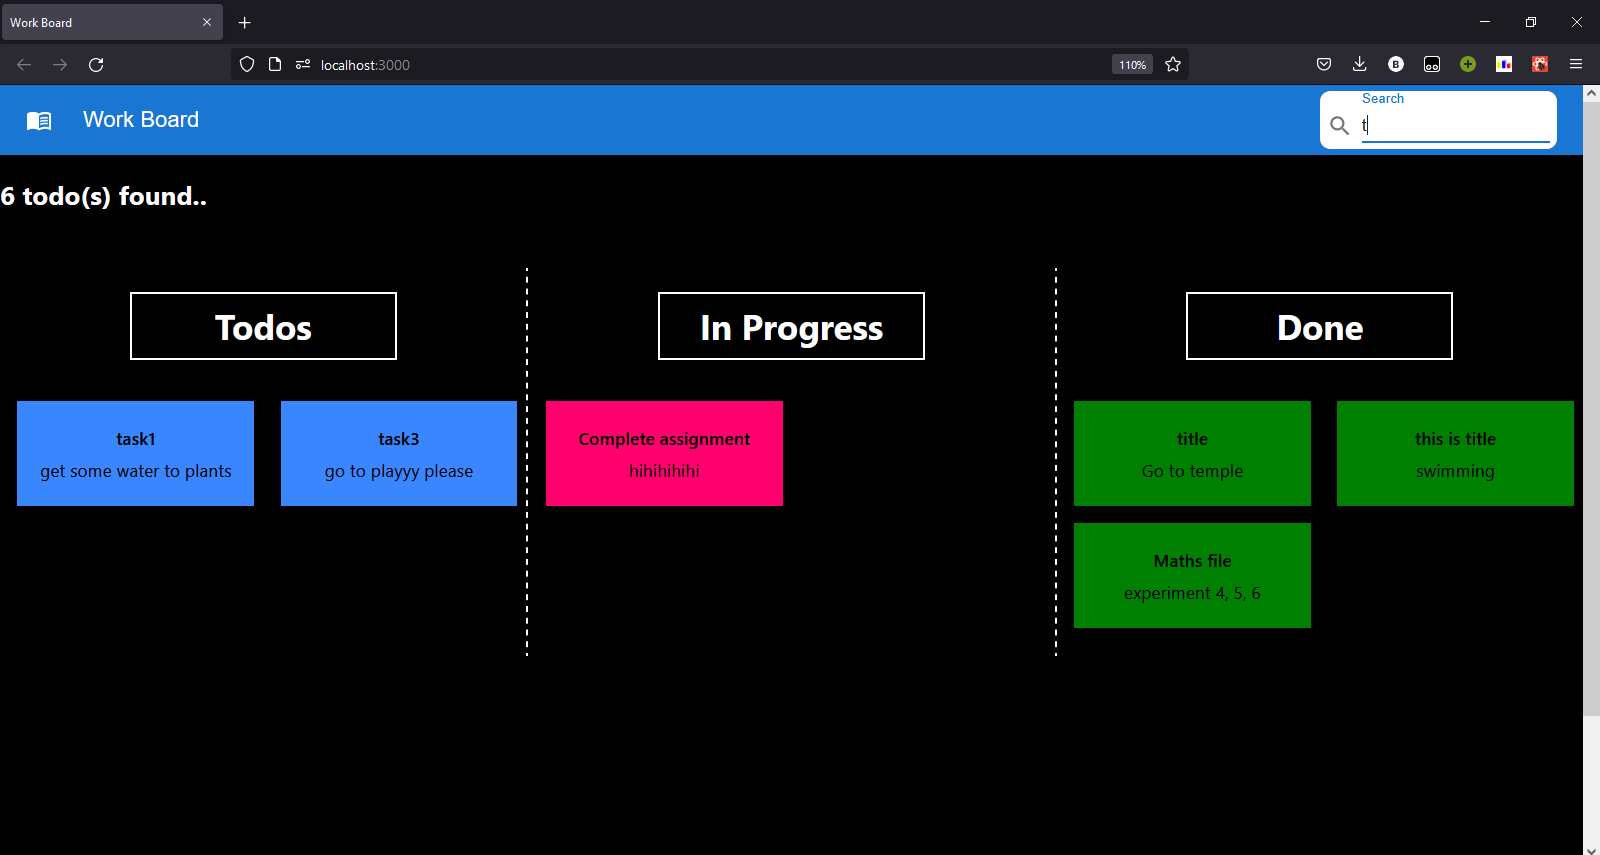 Work Board
localhost:3000
110%
B
Work Board
Search
t
6 todo(s) found..
Todos
In Progress
Done
task1
get some water to plants
task3
go to playyy please
Complete assignment
hihihihihi
title
Go to temple
this is title
swimming
Maths file
experiment 4, 5, 6